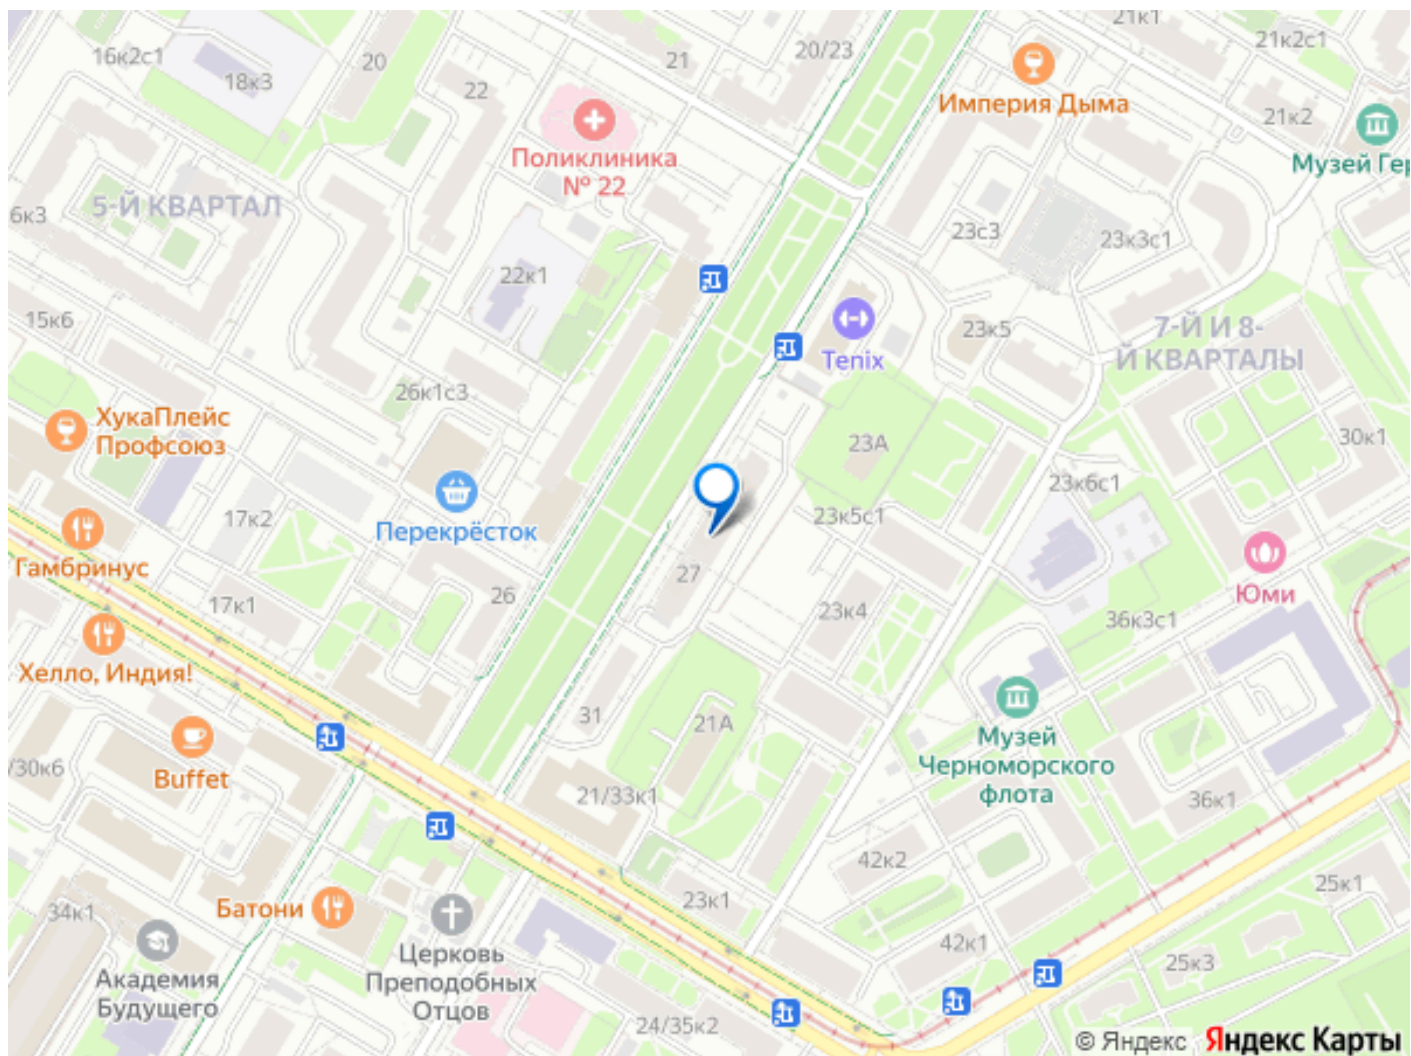 21к1
16к2с1
20
21
20/23
21к2с1
18к3
22
Империя Дыма
21к2
Поликлиника
№ 22
Музей Гер
5-Й КВАРТАЛ
6к3
23с3
23к3с1
22к1
15к6
Tenix
23к5
7-Й И 8-
Й КВАРТАЛЫ
26к1с3
ХукаПлейс
Профсоюз
23А
30к1
23к6с1
17к2
Перекрёсток
23к5с1
Гамбринус
27
26
Юми
17к1
23к4
36к3с1
Хелло, Индия!
31
21А
Музей
Черноморского
флота
/30к6
Buffet
21/33к1
36к1
42к2
25к1
34к1
Батони
23к1
42к1
Церковь
Преподобных
Отцов
25к3
Академия
Будущего
24/35к2
© Яндекс Яндекс Карты